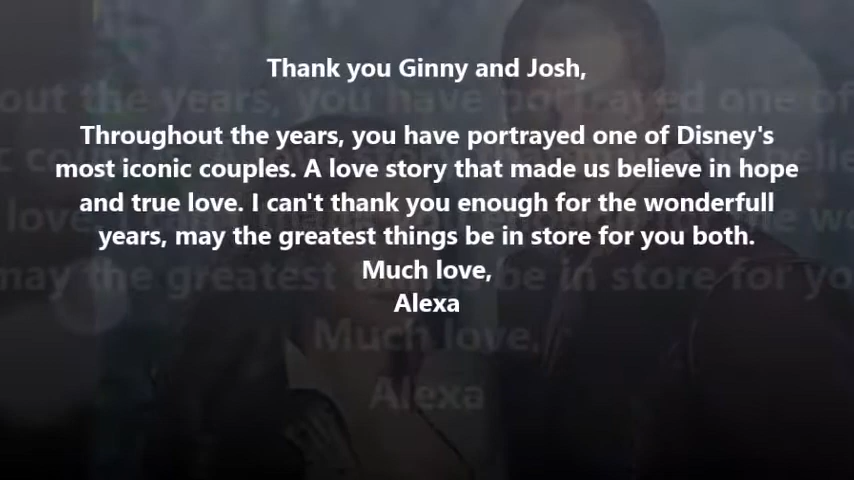 Thank you Ginny and Josh,
Throughout the years, you have portrayed one of Disney's
most iconic couples. A love story that made us believe in hope
and true love. I can't thank you enough for the wonderfull
years, may the greatest things be in store for you both.
Much love,
Alexa